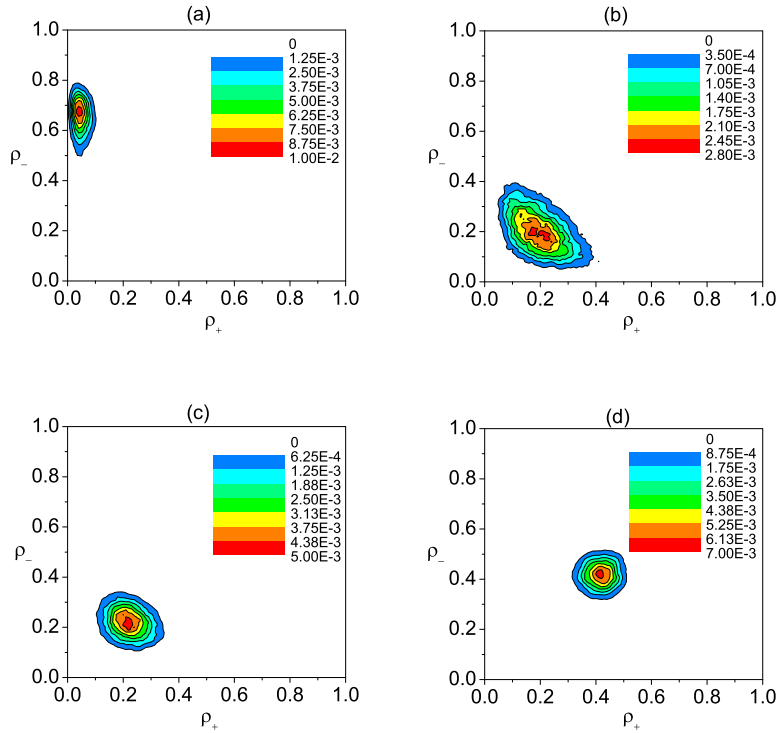 (a)
1.0
0.8
0.6
0.4
0.2
0.0
ρ_
0.0 0.2 0.4 0.6 0.8 1.0
ρ+
0
1.25E-3
2.50E-3
3.75E-3
5.00E-3
6.25E-3
7.50E-3
8.75E-3
1.00E-2
(b)
1.0
0.8
0.6
0.4
0.2
0.0
ρ_
0.0 0.2 0.4 0.6 0.8 1.0
ρ+
0
3.50E-4
7.00E-4
1.05E-3
1.40E-3
1.75E-3
2.10E-3
2.45E-3
2.80E-3
(c)
1.0
0.8
0.6
0.4
0.2
0.0
ρ_
0.0 0.2 0.4 0.6 0.8 1.0
ρ+
0
6.25E-4
1.25E-3
1.88E-3
2.50E-3
3.13E-3
3.75E-3
4.38E-3
5.00E-3
(d)
1.0
0.8
0.6
0.4
0.2
0.0
ρ_
0.0 0.2 0.4 0.6 0.8 1.0
ρ+
0
8.75E-4
1.75E-3
2.63E-3
3.50E-3
4.38E-3
5.25E-3
6.13E-3
7.00E-3